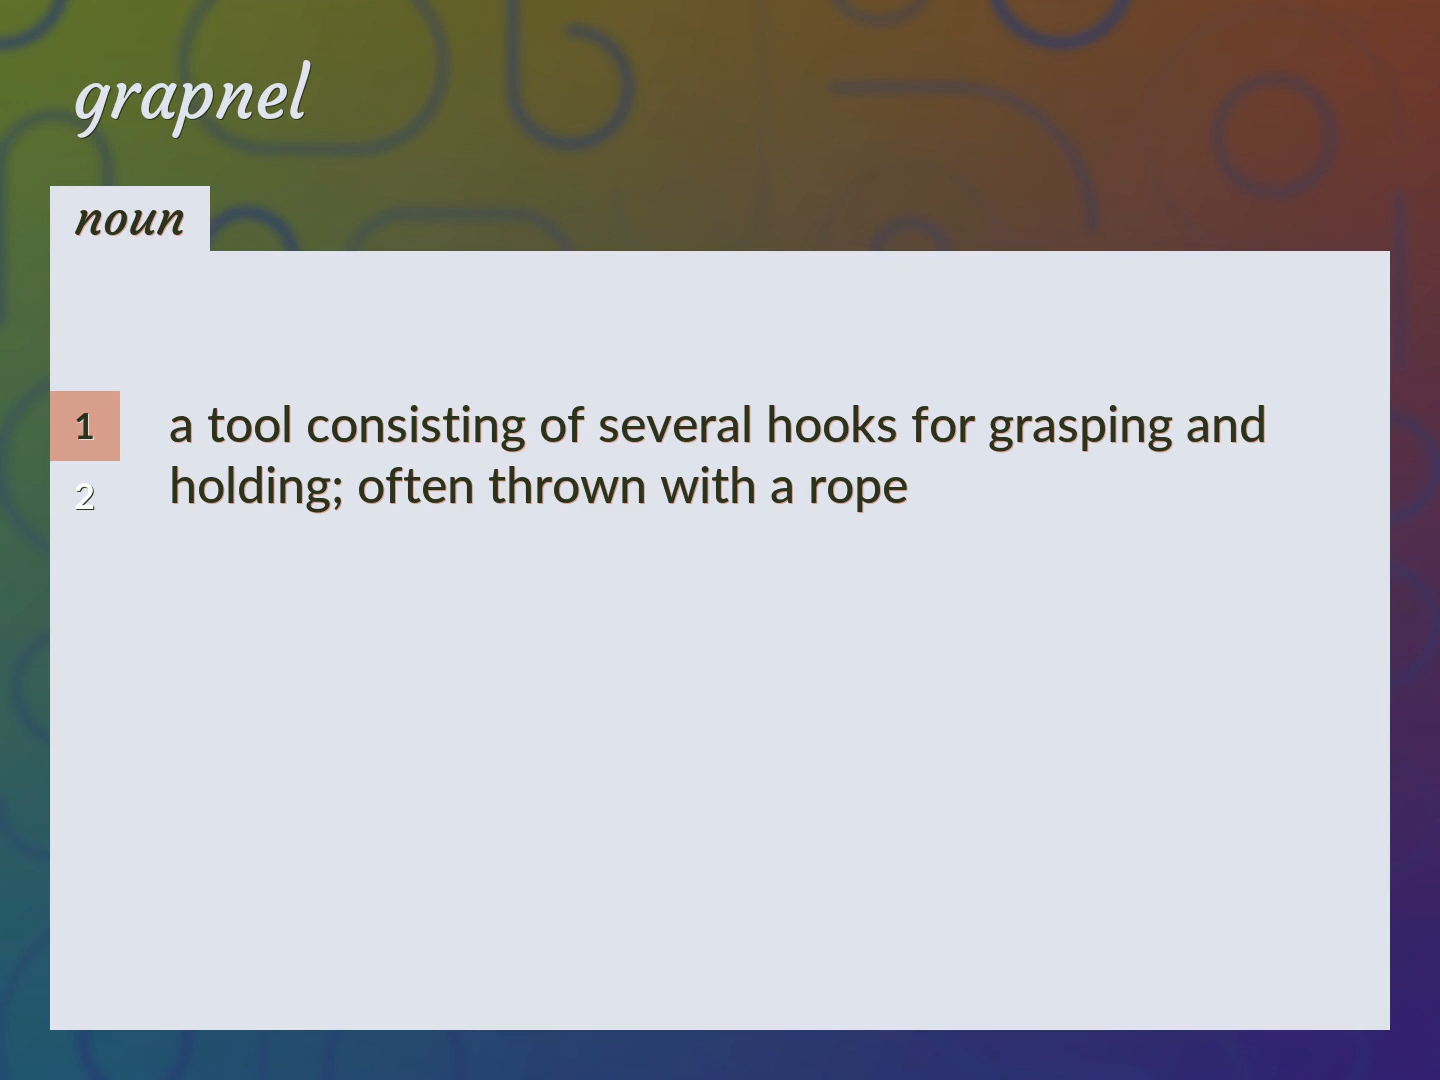 grapnel
noun
1
a tool consisting of several hooks for grasping and
holding; often thrown with a rope
2